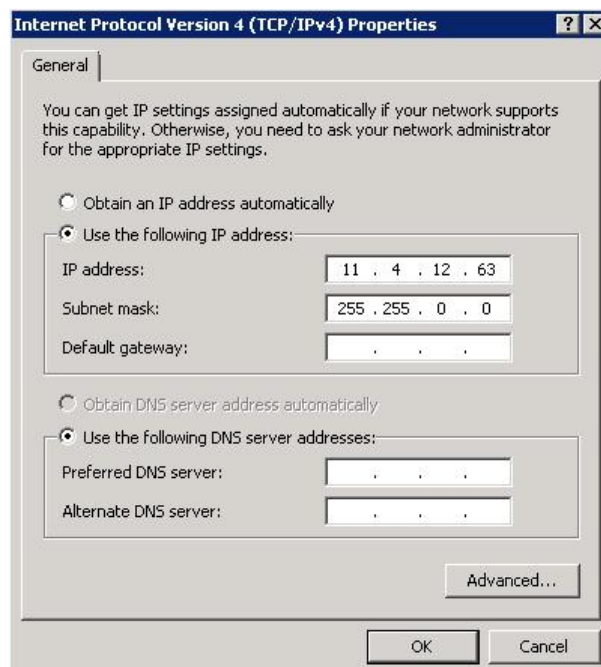 Internet Protocol Version 4 (TCP/IPv4) Properties
General
You can get IP settings assigned automatically if your network supports
this capability. Otherwise, you need to ask your network administrator
for the appropriate IP settings.
Obtain an IP address automatically
Use the following IP address:
IP address: 11 . 4 . 12 . 63
Subnet mask: 255 . 255 . 0 . 0
Default gateway: . . .
Obtain DNS server address automatically
Use the following DNS server addresses:
Preferred DNS server: . . .
Alternate DNS server: . . .
Advanced...
OK Cancel